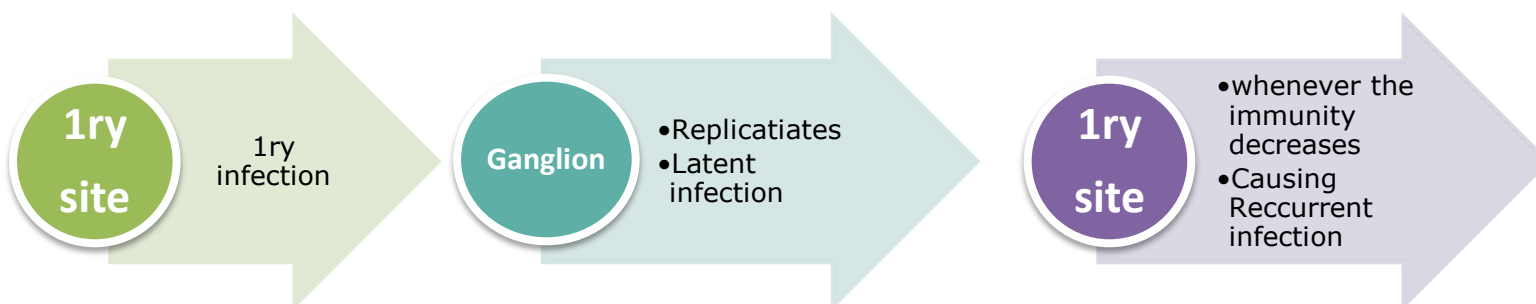 1ry
site
1ry
infection
Ganglion
•Replicatiates
•Latent
infection
1ry
site
•whenever the
immunity
decreases
•Causing
Reccurrent
infection